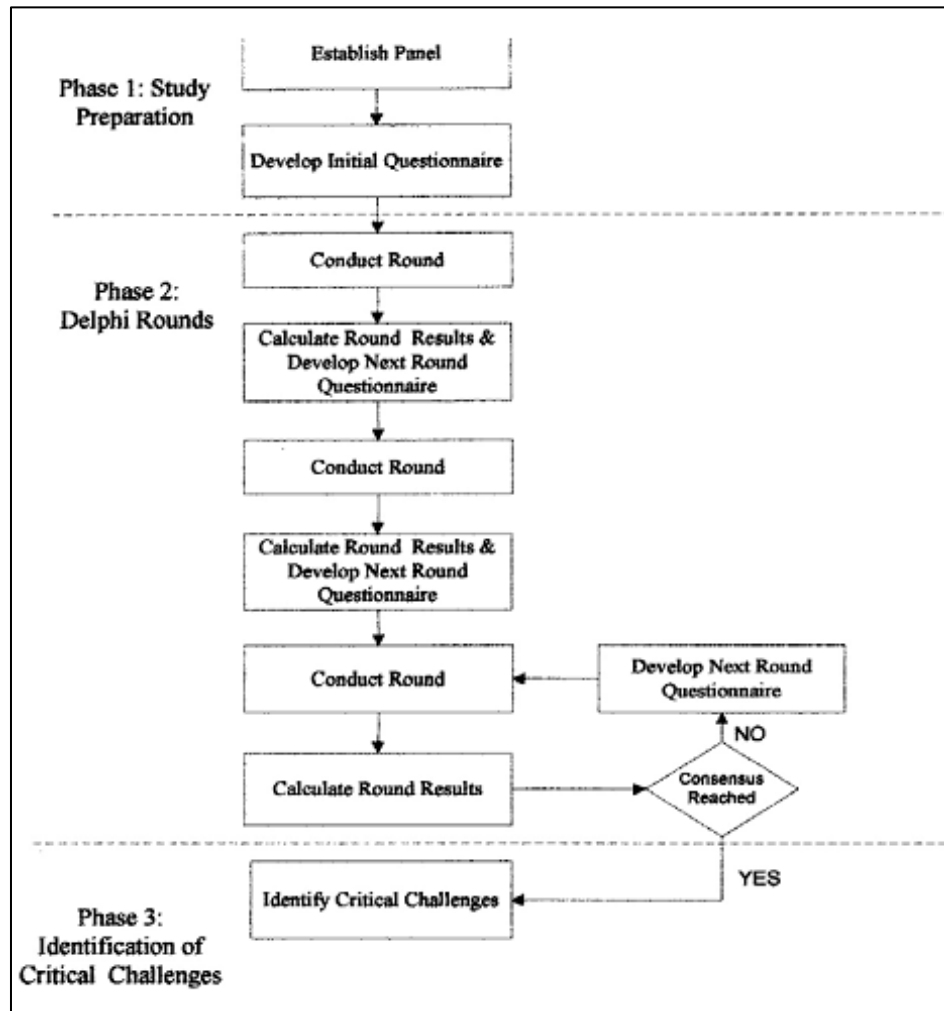 Establish Panel
Phase 1: Study
Preparation
Develop Initial Questionnaire
Conduct Round
Phase 2:
Delphi Rounds
Calculate Round Results &
Develop Next Round
Questionnaire
Conduct Round
Calculate Round Results &
Develop Next Round
Questionnaire
Conduct Round
Develop Next Round
Questionnaire
NO
Calculate Round Results
Consensus
Reached
YES
Identify Critical Challenges
Phase 3:
Identification of
Critical Challenges